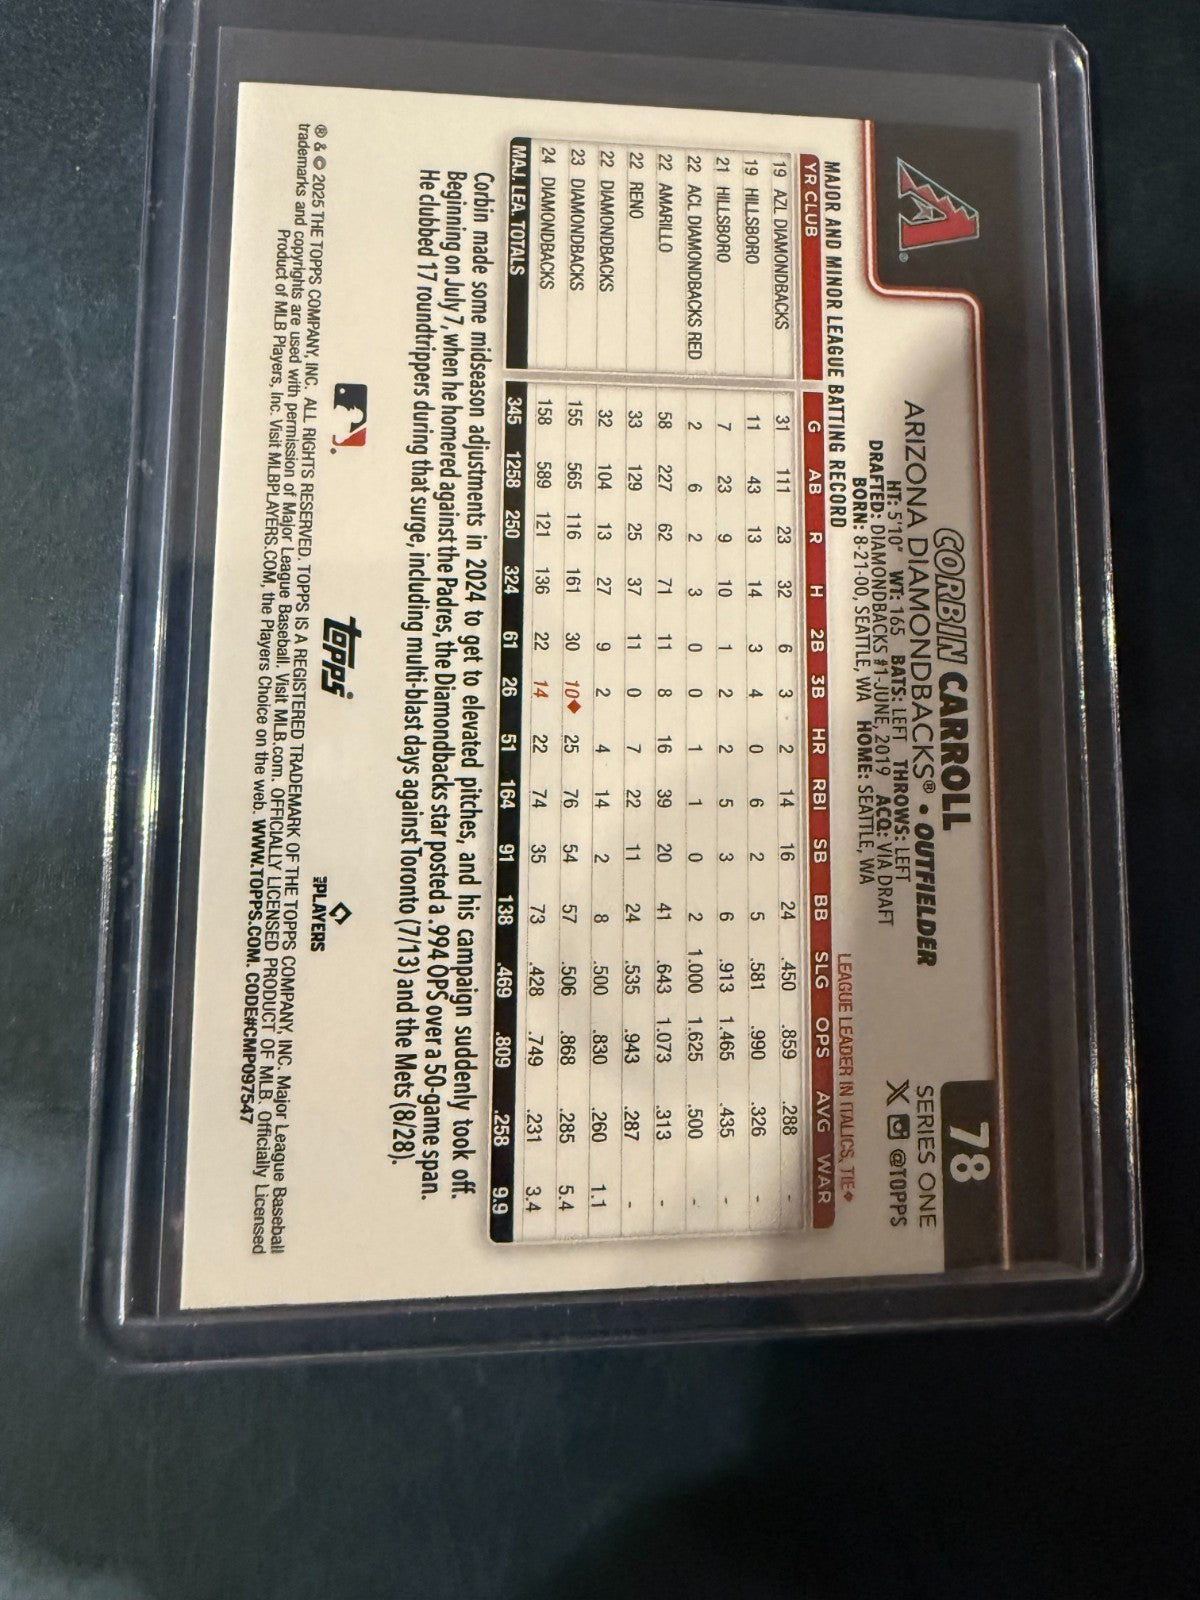 A®
78
CORBIN CARROLL
ARIZONA DIAMONDBACKS® • OUTFIELDER
SERIES ONE
HT: 5'10" WT: 165 BATS: LEFT THROWS: LEFT
X @TOPPS
DRAFTED: DIAMONDBACKS #1-JUNE, 2019 ACQ: VIA DRAFT
BORN: 8-21-00, SEATTLE, WA HOME: SEATTLE, WA
MAJOR AND MINOR LEAGUE BATTING RECORD LEAGUE LEADER IN ITALICS, TIE♦
YR CLUB G AB R H 2B 3B HR RBI SB BB SLG OPS AVG WAR
19 AZL DIAMONDBACKS 31 111 23 32 6 3 2 14 16 24 .450 .859 .288 -
19 HILLSBORO 11 43 13 14 3 4 0 6 2 5 .581 .990 .326 -
21 HILLSBORO 7 23 9 10 1 2 2 5 3 6 .913 1.465 .435 -
22 ACL DIAMONDBACKS RED 2 6 2 3 0 0 1 1 0 2 1.000 1.625 .500 -
22 AMARILLO 58 227 62 71 11 8 16 39 20 41 .643 1.073 .313 -
22 RENO 33 129 25 37 11 0 7 22 11 24 .535 .943 .287 -
22 DIAMONDBACKS 32 104 13 27 9 2 4 14 2 8 .500 .830 .260 1.1
23 DIAMONDBACKS 155 565 116 161 30 10♦ 25 76 54 57 .506 .868 .285 5.4
24 DIAMONDBACKS 158 589 121 136 22 14 22 74 35 73 .428 .749 .231 3.4
MAJ. LEA. TOTALS 345 1258 250 324 61 26 51 164 91 138 .469 .809 .258 9.9
Corbin made some midseason adjustments in 2024 to get to elevated pitches, and his campaign suddenly took off.
Beginning on July 7, when he homered against the Padres, the Diamondbacks star posted a .994 OPS over a 50-game span.
He clubbed 17 roundtrippers during that surge, including multi-blast days against Toronto (7/13) and the Mets (8/28).
topps
MLB PLAYERS
® & © 2025 THE TOPPS COMPANY, INC. ALL RIGHTS RESERVED. TOPPS IS A REGISTERED TRADEMARK OF THE TOPPS COMPANY, INC. Major League Baseball
trademarks and copyrights are used with permission of Major League Baseball. Visit MLB.com. OFFICIALLY LICENSED PRODUCT OF MLB. Officially Licensed
Product of MLB Players, Inc. Visit MLBPLAYERS.COM, the Players Choice on the web. WWW.TOPPS.COM. CODE#CMP097547